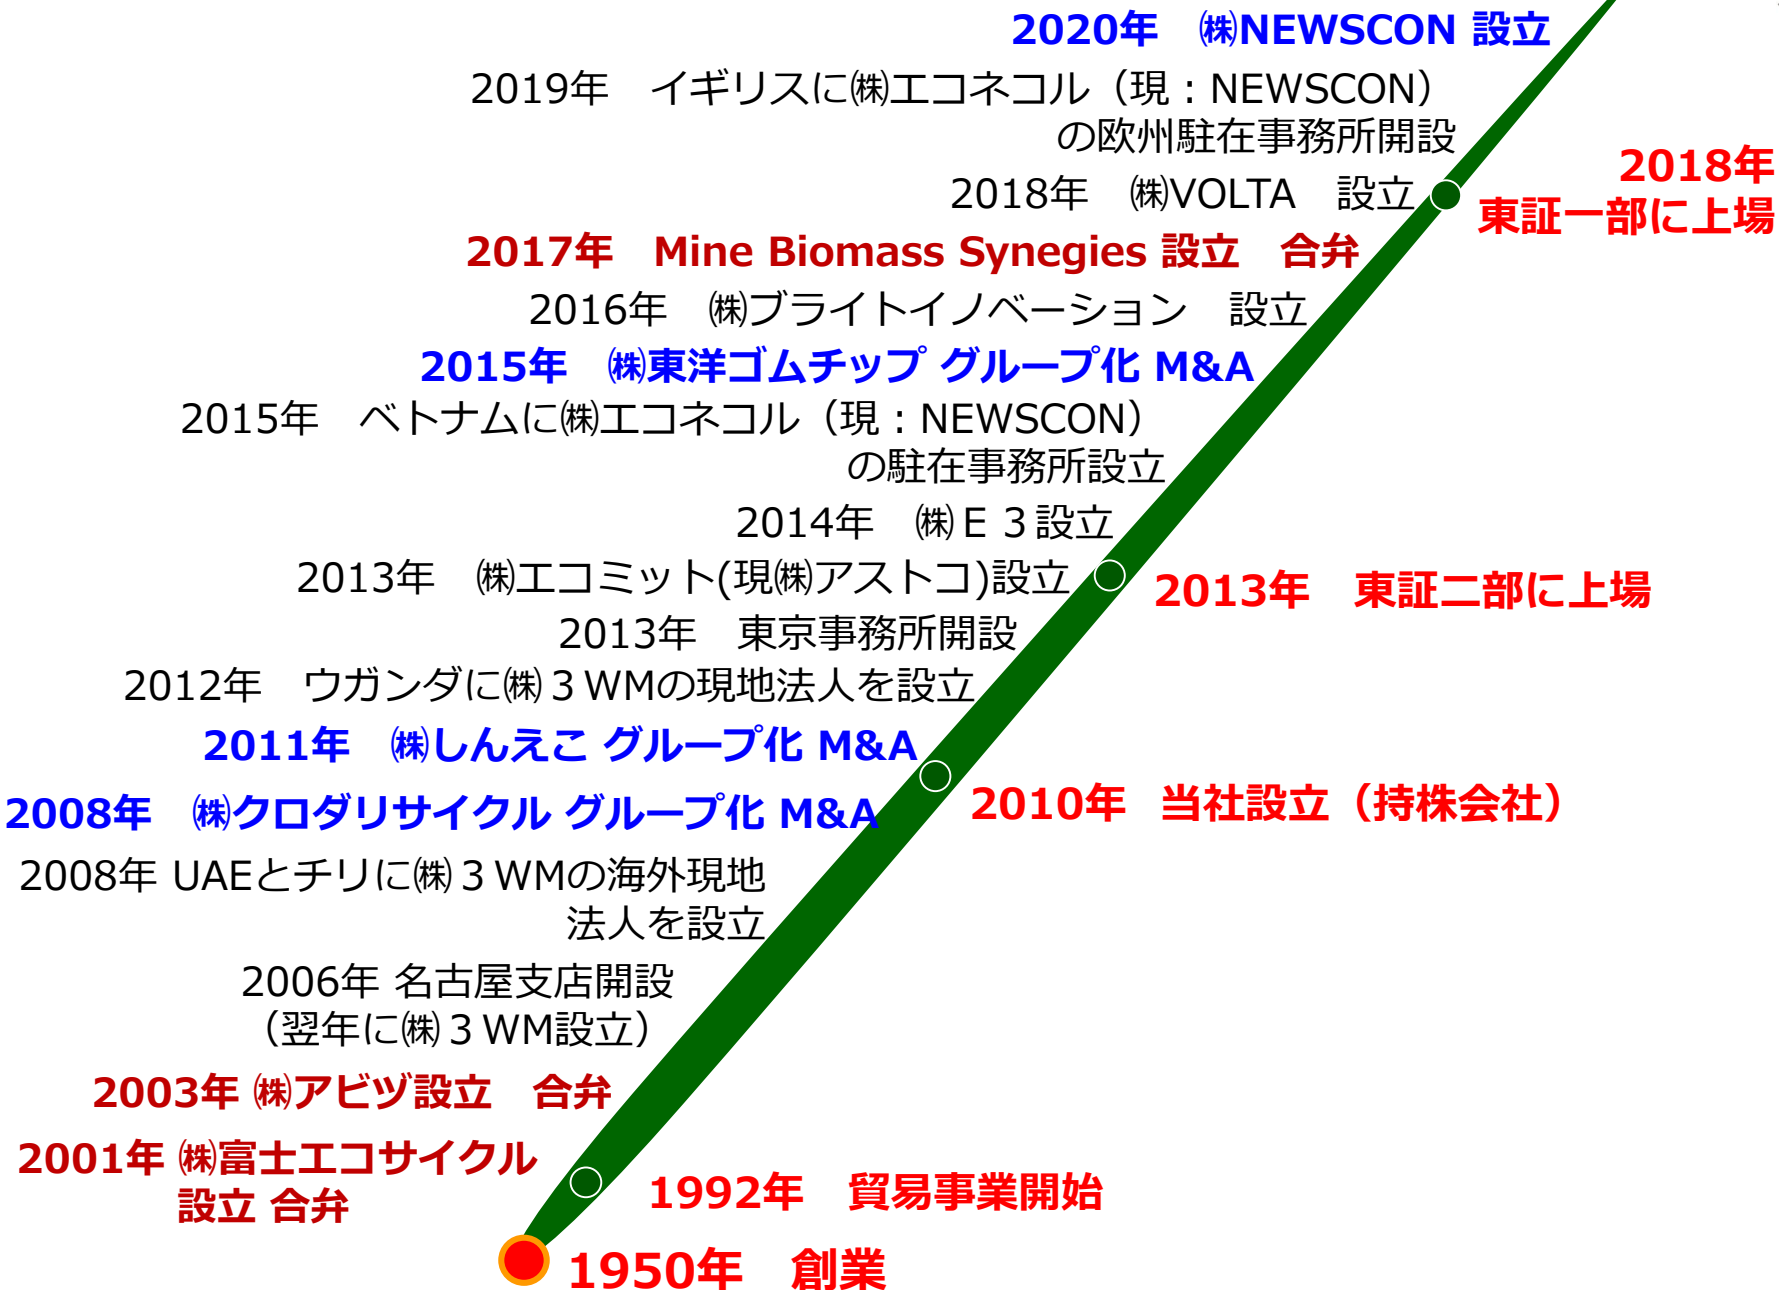 2020年　㈱NEWSCON 設立
2019年　イギリスに㈱エコネコル（現：NEWSCON）
の欧州駐在事務所開設
2018年
東証一部に上場
2018年　㈱VOLTA　設立
2017年　Mine Biomass Synegies 設立　合弁
2016年　㈱ブライトイノベーション　設立
2015年　㈱東洋ゴムチップ グループ化 M&A
2015年　ベトナムに㈱エコネコル（現：NEWSCON）
の駐在事務所設立
2014年　㈱Ｅ３設立
2013年　㈱エコミット(現㈱アストコ)設立
2013年　東証二部に上場
2013年　東京事務所開設
2012年　ウガンダに㈱３WMの現地法人を設立
2011年　㈱しんえこ グループ化 M&A
2010年 当社設立（持株会社）
2008年　㈱クロダリサイクル グループ化 M&A
2008年 UAEとチリに㈱３WMの海外現地
法人を設立
2006年 名古屋支店開設
（翌年に㈱３WM設立）
2003年 ㈱アビヅ設立　合弁
2001年 ㈱富士エコサイクル
設立 合弁
1992年　貿易事業開始
1950年　創業